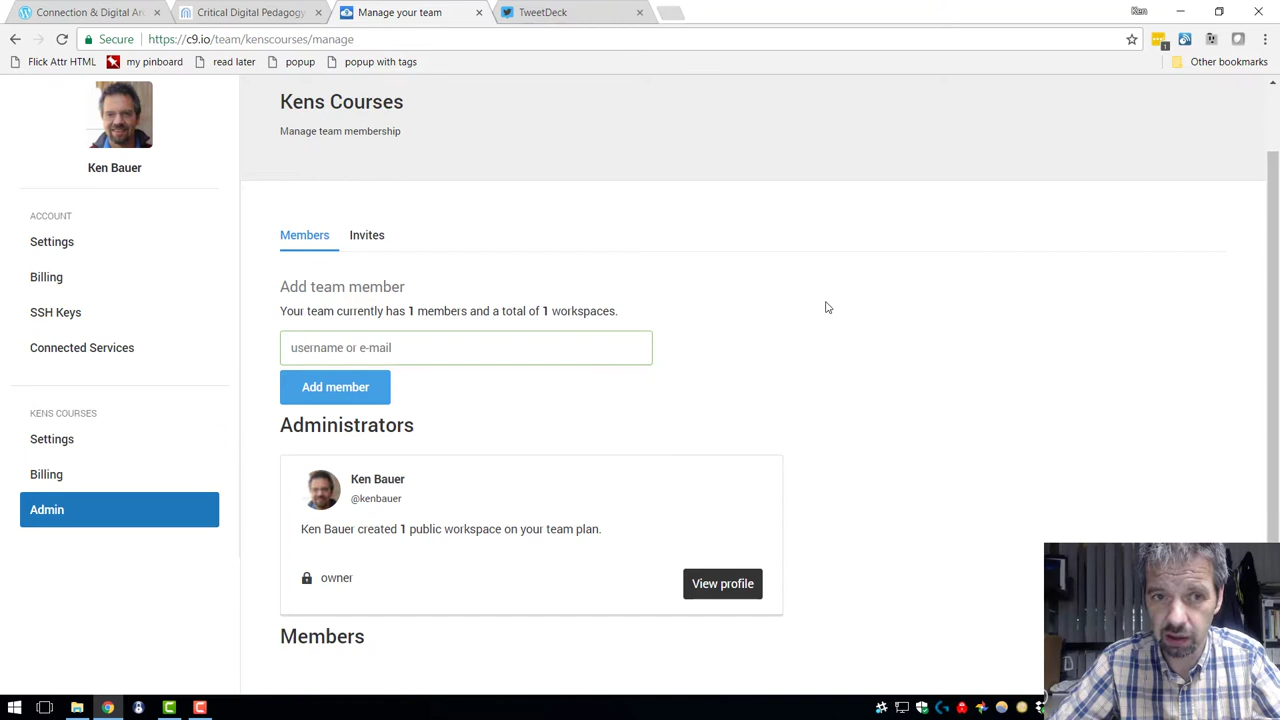 Connection & Digital Ar
Critical Digital Pedagogy
Manage your team
TweetDeck
Ken
Secure
https://c9.io/team/kenscourses/manage
1
Flick Attr HTML
my pinboard
read later
popup
popup with tags
Other bookmarks
Ken Bauer
ACCOUNT
Settings
Billing
SSH Keys
Connected Services
KENS COURSES
Settings
Billing
Admin
Kens Courses
Manage team membership
Members
Invites
Add team member
Your team currently has 1 members and a total of 1 workspaces.
username or e-mail
Add member
Administrators
Ken Bauer
@kenbauer
Ken Bauer created 1 public workspace on your team plan.
owner
View profile
Members